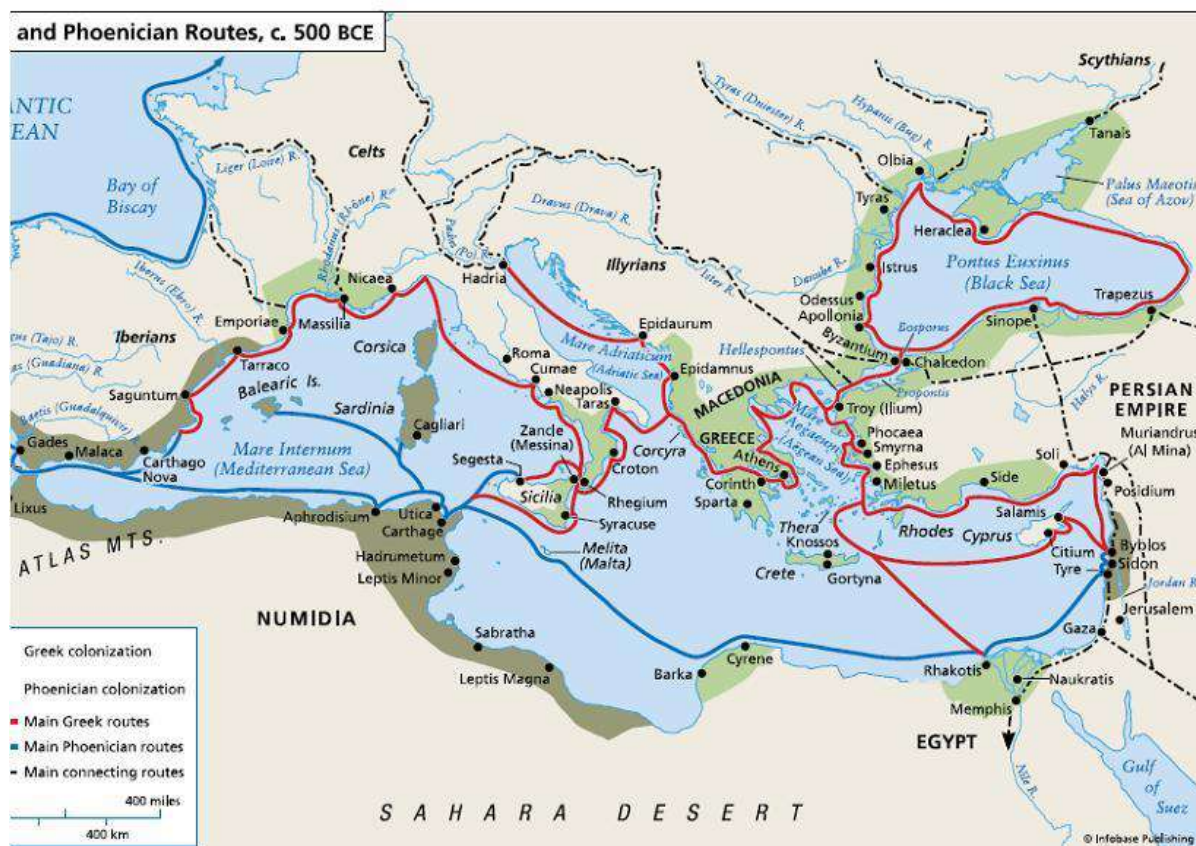 and Phoenician Routes, c. 500 BCE
ANTIC
EAN
Bay of
Biscay
Liger (Loire) R.
Celts
Rhodanus (Rhône) R.
Padus (Po) R.
Dravus (Drava) R.
Illyrians
Ister R.
Danube R.
Tyras (Dniester) R.
Hypanis (Bug) R.
Scythians
Tanais
Olbia
Tyras
Palus Maeotis
(Sea of Azov)
Heraclea
Istrus
Pontus Euxinus
(Black Sea)
Odessus
Apollonia
Trapezus
Sinope
Bosporus
Byzantium
Chalcedon
Hellespontus
Propontis
Halys R.
Iberus (Ebro) R.
Iberians
(Tajo) R.
(Guadiana) R.
Baetis (Guadalquiver) R.
Emporiae
Massilia
Nicaea
Hadria
Tarraco
Saguntum
Balearic Is.
Corsica
Sardinia
Cagliari
Roma
Cumae
Neapolis
Taras
Mare Adriaticum
(Adriatic Sea)
Epidaurum
Epidamnus
MACEDONIA
Troy (Ilium)
PERSIAN
EMPIRE
Muriandrus
(Al Mina)
Gades
Malaca
Carthago
Nova
Mare Internum
(Mediterranean Sea)
Zancle
(Messina)
Segesta
Sicilia
Croton
Rhegium
Syracuse
Corcyra
GREECE
Athens
Corinth
Sparta
Mare
Aegaeum
(Aegean Sea)
Phocaea
Smyrna
Ephesus
Miletus
Side
Soli
Posidium
Lixus
ATLAS MTS.
Aphrodisium
Utica
Carthage
Hadrumetum
Leptis Minor
Melita
(Malta)
Thera
Knossos
Crete
Gortyna
Rhodes
Cyprus
Salamis
Citium
Byblos
Sidon
Tyre
Jordan R.
Jerusalem
Gaza
NUMIDIA
Sabratha
Leptis Magna
Barka
Cyrene
Rhakotis
Naukratis
Memphis
EGYPT
Nile R.
Gulf
of
Suez
SAHARA DESERT
Greek colonization
Phoenician colonization
Main Greek routes
Main Phoenician routes
Main connecting routes
400 miles
400 km
© Infobase Publishing